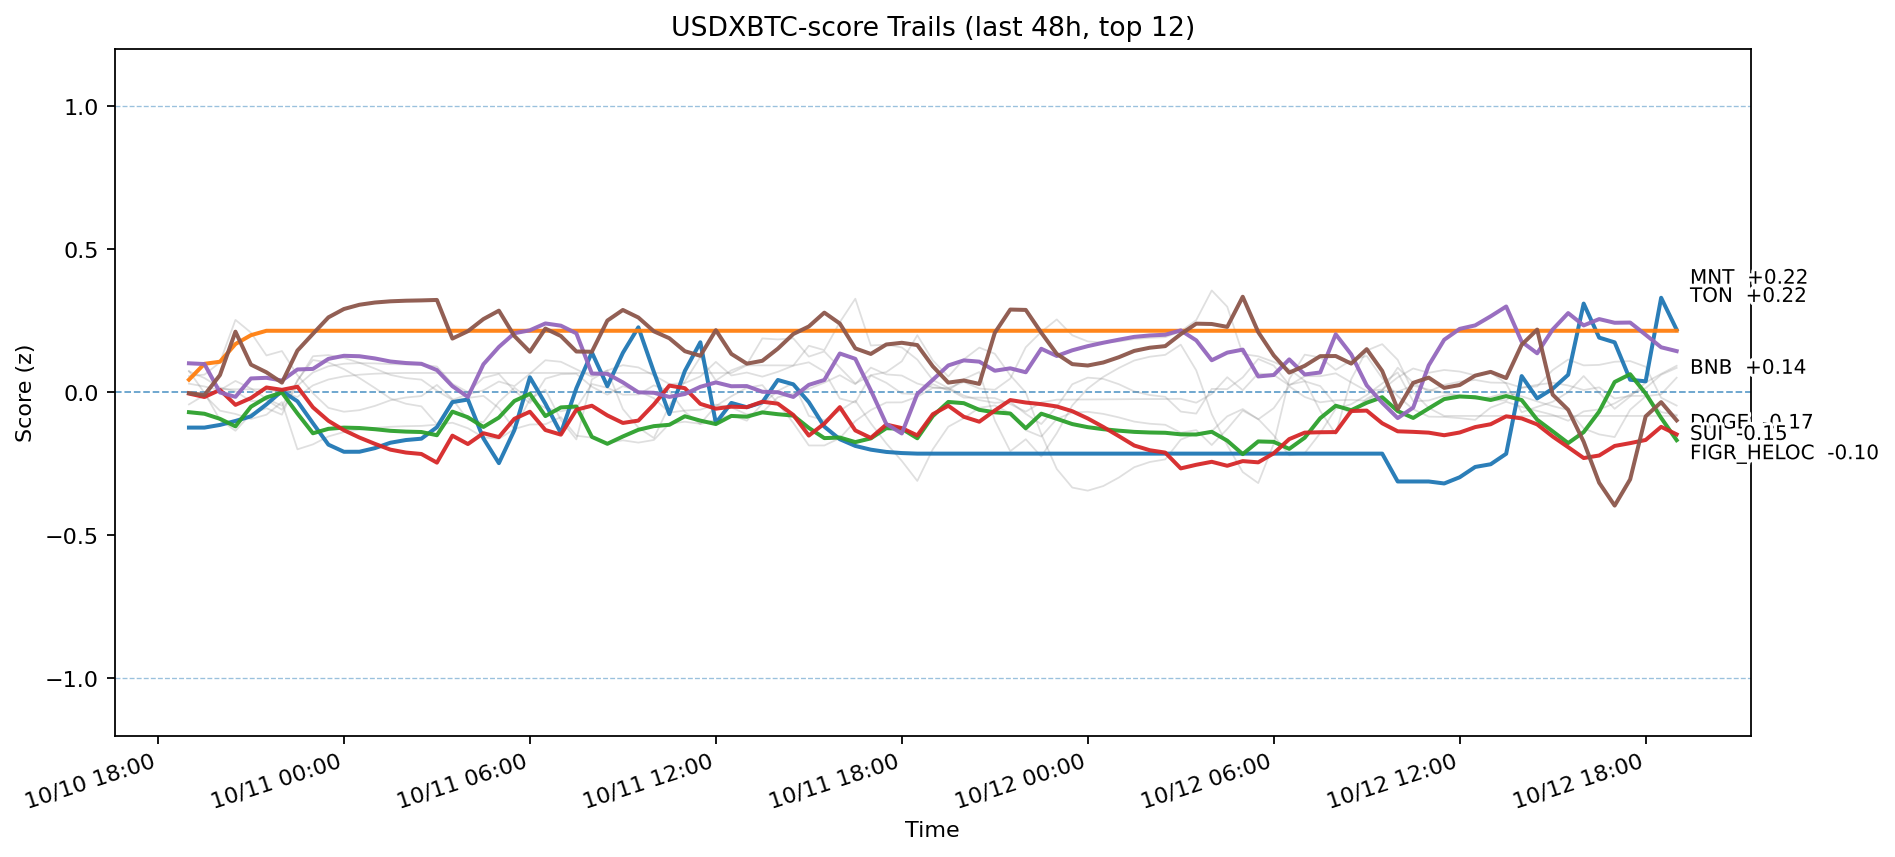 USDXBTC-score Trails (last 48h, top 12)
1.0
0.5
0.0
−0.5
−1.0
Score (z)
MNT +0.22
TON +0.22
BNB +0.14
DOGE -0.17
SUI -0.15
FIGR_HELOC -0.10
10/10 18:00
10/11 00:00
10/11 06:00
10/11 12:00
10/11 18:00
10/12 00:00
10/12 06:00
10/12 12:00
10/12 18:00
Time